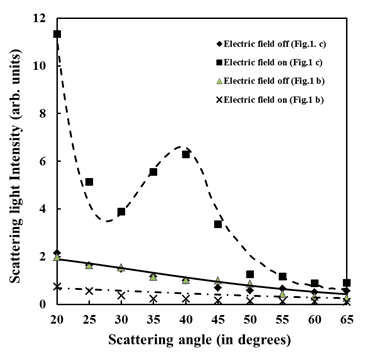 12
10
8
6
4
2
0
20 25 30 35 40 45 50 55 60 65
Scattering light Intensity (arb. units)
Scattering angle (in degrees)
Electric field off (Fig.1. c)
Electric field on (Fig.1 c)
Electric field off (Fig.1 b)
Electric field on (Fig.1 b)